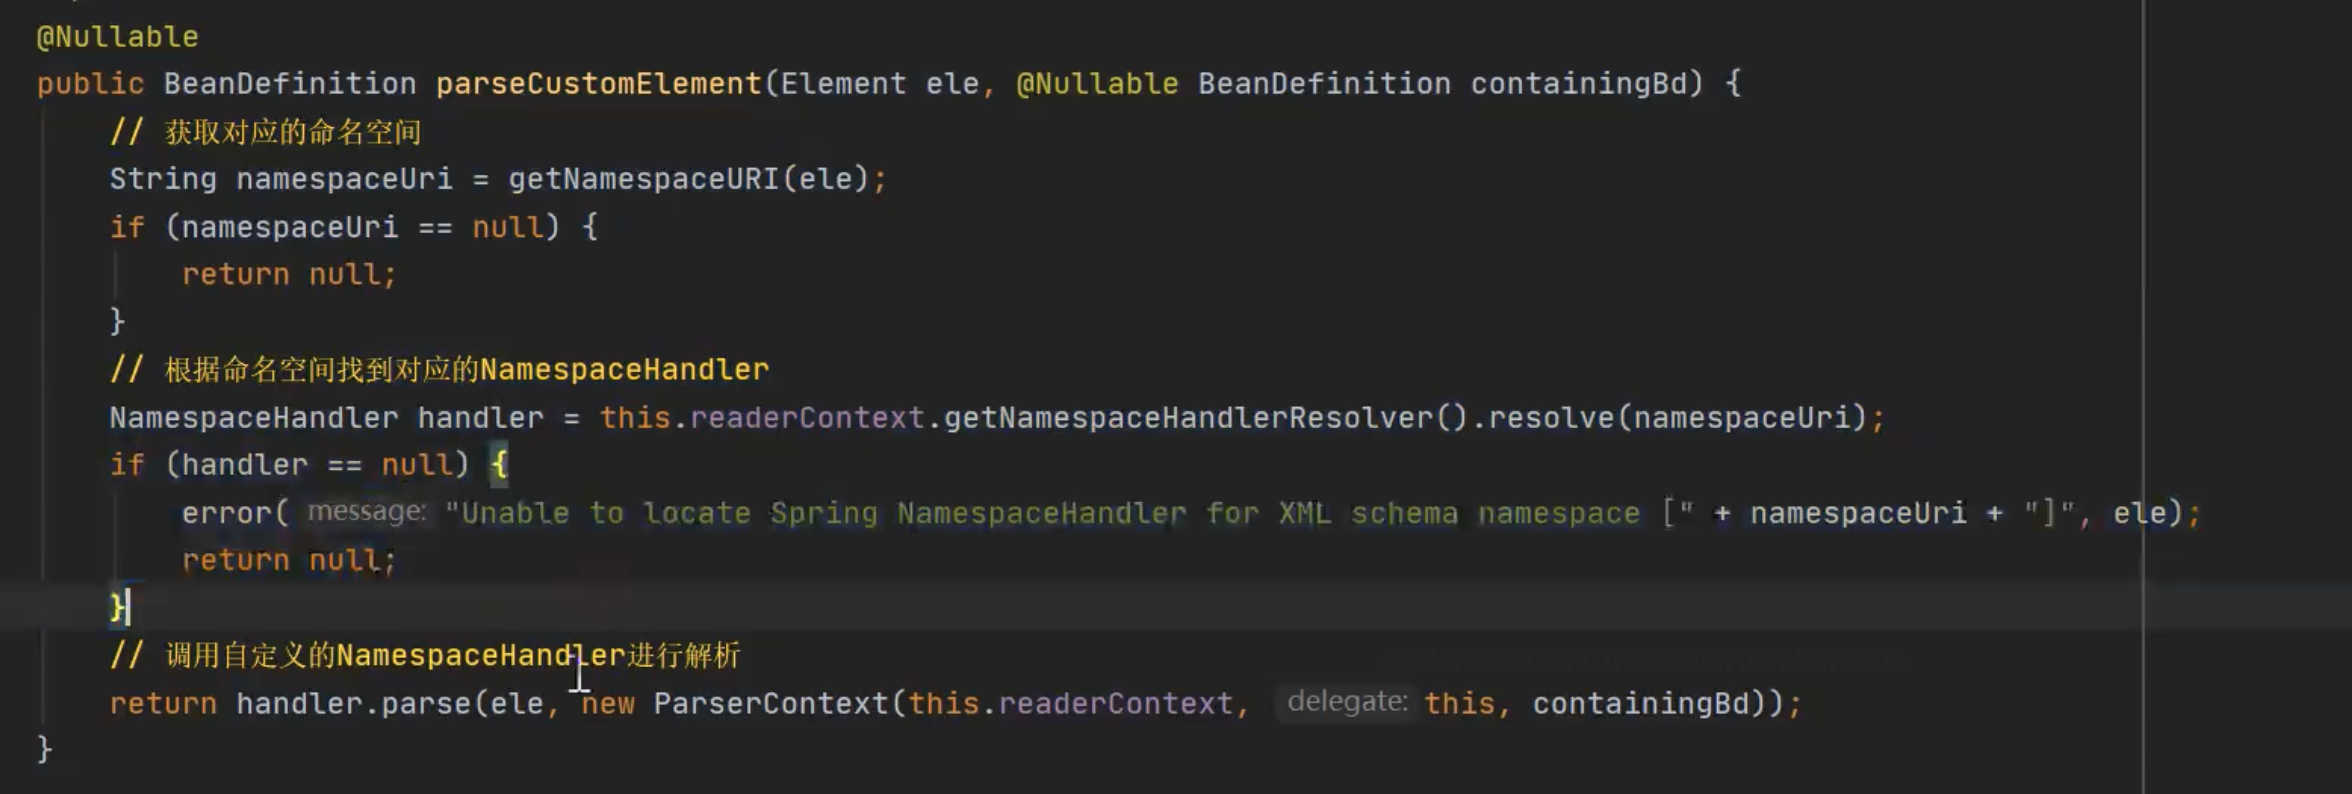 @Nullable
public BeanDefinition parseCustomElement(Element ele, @Nullable BeanDefinition containingBd) {
// 获取对应的命名空间
String namespaceUri = getNamespaceURI(ele);
if (namespaceUri == null) {
return null;
}
// 根据命名空间找到对应的NamespaceHandler
NamespaceHandler handler = this.readerContext.getNamespaceHandlerResolver().resolve(namespaceUri);
if (handler == null) {
error( message: "Unable to locate Spring NamespaceHandler for XML schema namespace [" + namespaceUri + "]", ele);
return null;
}
// 调用自定义的NamespaceHandler进行解析
return handler.parse(ele, new ParserContext(this.readerContext, delegate: this, containingBd));
}